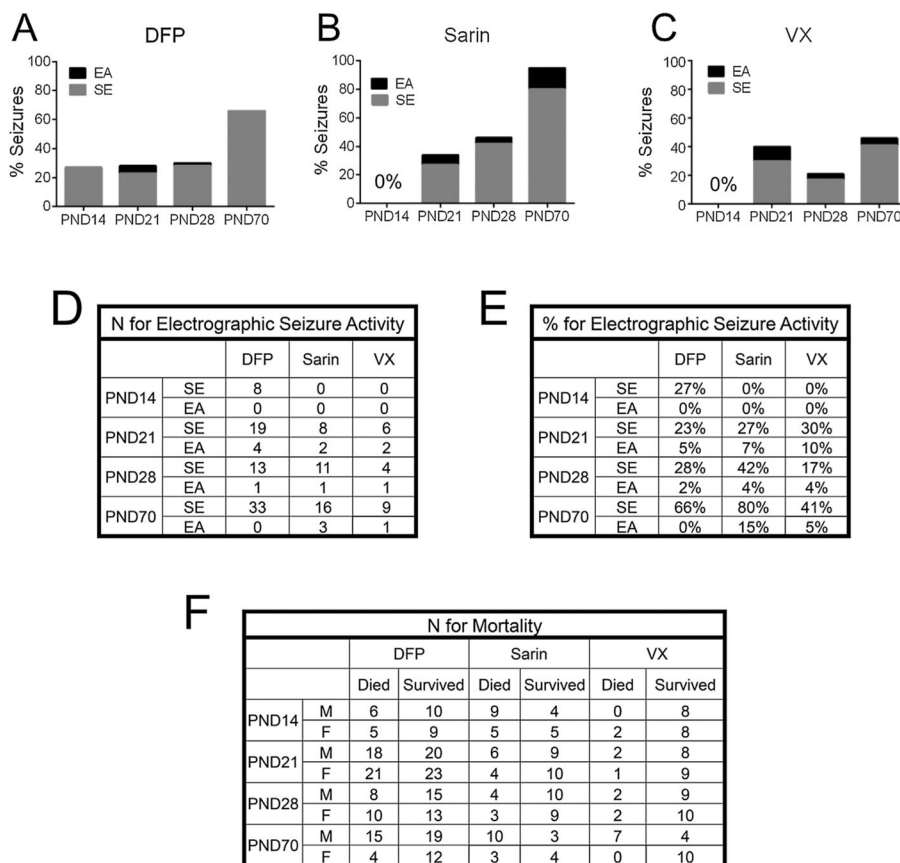 A DFP
B Sarin
C VX
% Seizures
100
80
60
40
20
0
EA
SE
PND14 PND21 PND28 PND70
% Seizures
100
80
60
40
20
0
EA
SE
0%
PND14 PND21 PND28 PND70
% Seizures
100
80
60
40
20
0
EA
SE
0%
PND14 PND21 PND28 PND70
D
N for Electrographic Seizure Activity
DFP Sarin VX
PND14 SE 8 0 0
EA 0 0 0
PND21 SE 19 8 6
EA 4 2 2
PND28 SE 13 11 4
EA 1 1 1
PND70 SE 33 16 9
EA 0 3 1
E
% for Electrographic Seizure Activity
DFP Sarin VX
PND14 SE 27% 0% 0%
EA 0% 0% 0%
PND21 SE 23% 27% 30%
EA 5% 7% 10%
PND28 SE 28% 42% 17%
EA 2% 4% 4%
PND70 SE 66% 80% 41%
EA 0% 15% 5%
F
N for Mortality
DFP Sarin VX
Died Survived Died Survived Died Survived
PND14 M 6 10 9 4 0 8
F 5 9 5 5 2 8
PND21 M 18 20 6 9 2 8
F 21 23 4 10 1 9
PND28 M 8 15 4 10 2 9
F 10 13 3 9 2 10
PND70 M 15 19 10 3 7 4
F 4 12 3 4 0 10